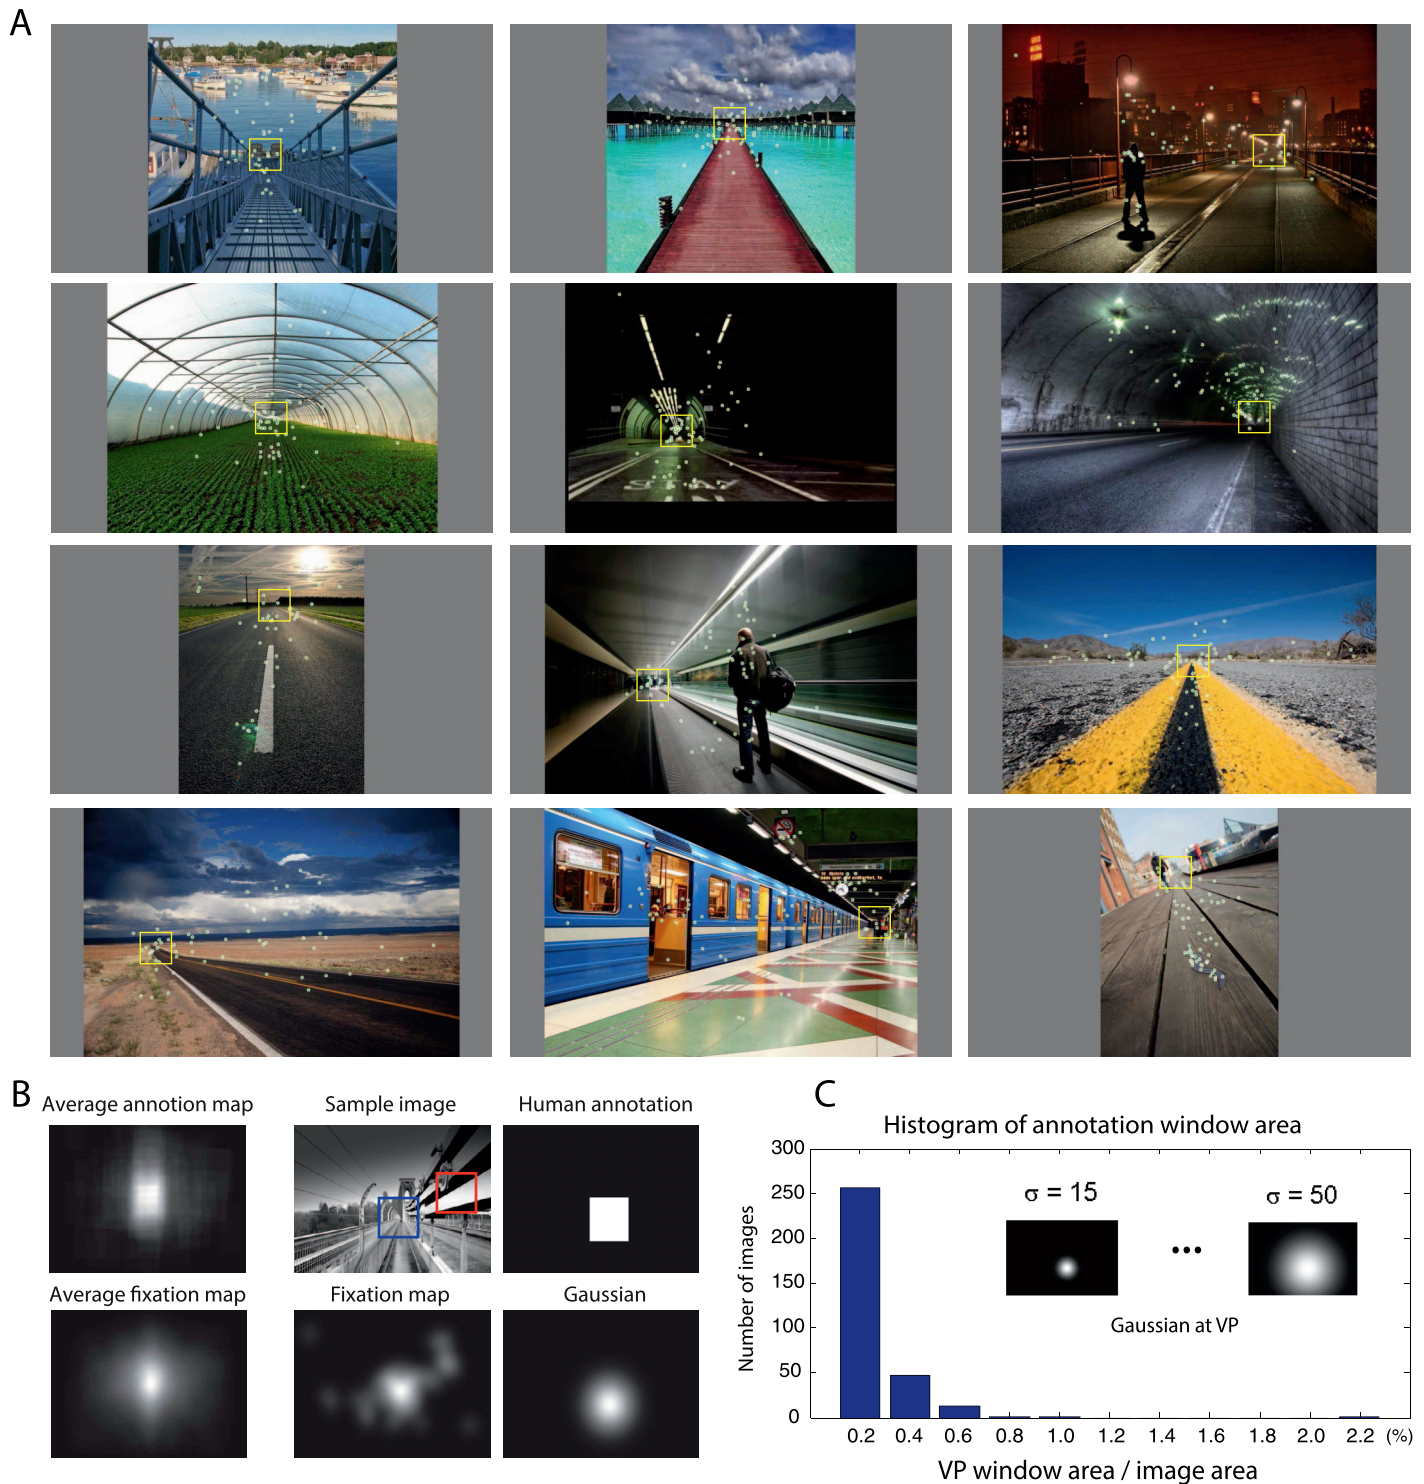 A
STAY
B
Average annotion map
Sample image
Human annotation
Average fixation map
Fixation map
Gaussian
C
Histogram of annotation window area
300
250
200
150
100
50
0
Number of images
σ = 15
•••
σ = 50
Gaussian at VP
0.2 0.4 0.6 0.8 1.0 1.2 1.4 1.6 1.8 2.0 2.2 (%)
VP window area / image area